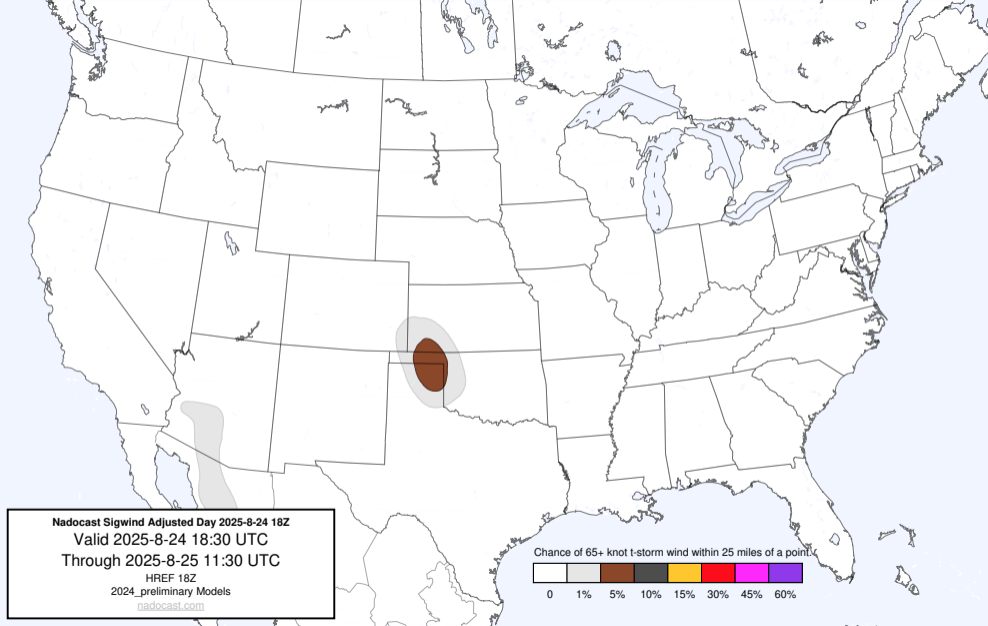 Nadocast Sigwind Adjusted Day 2025-8-24 18Z
Valid 2025-8-24 18:30 UTC
Through 2025-8-25 11:30 UTC
HREF 18Z
2024_preliminary Models
nadocast.com
Chance of 65+ knot t-storm wind within 25 miles of a point.
0 1% 5% 10% 15% 30% 45% 60%